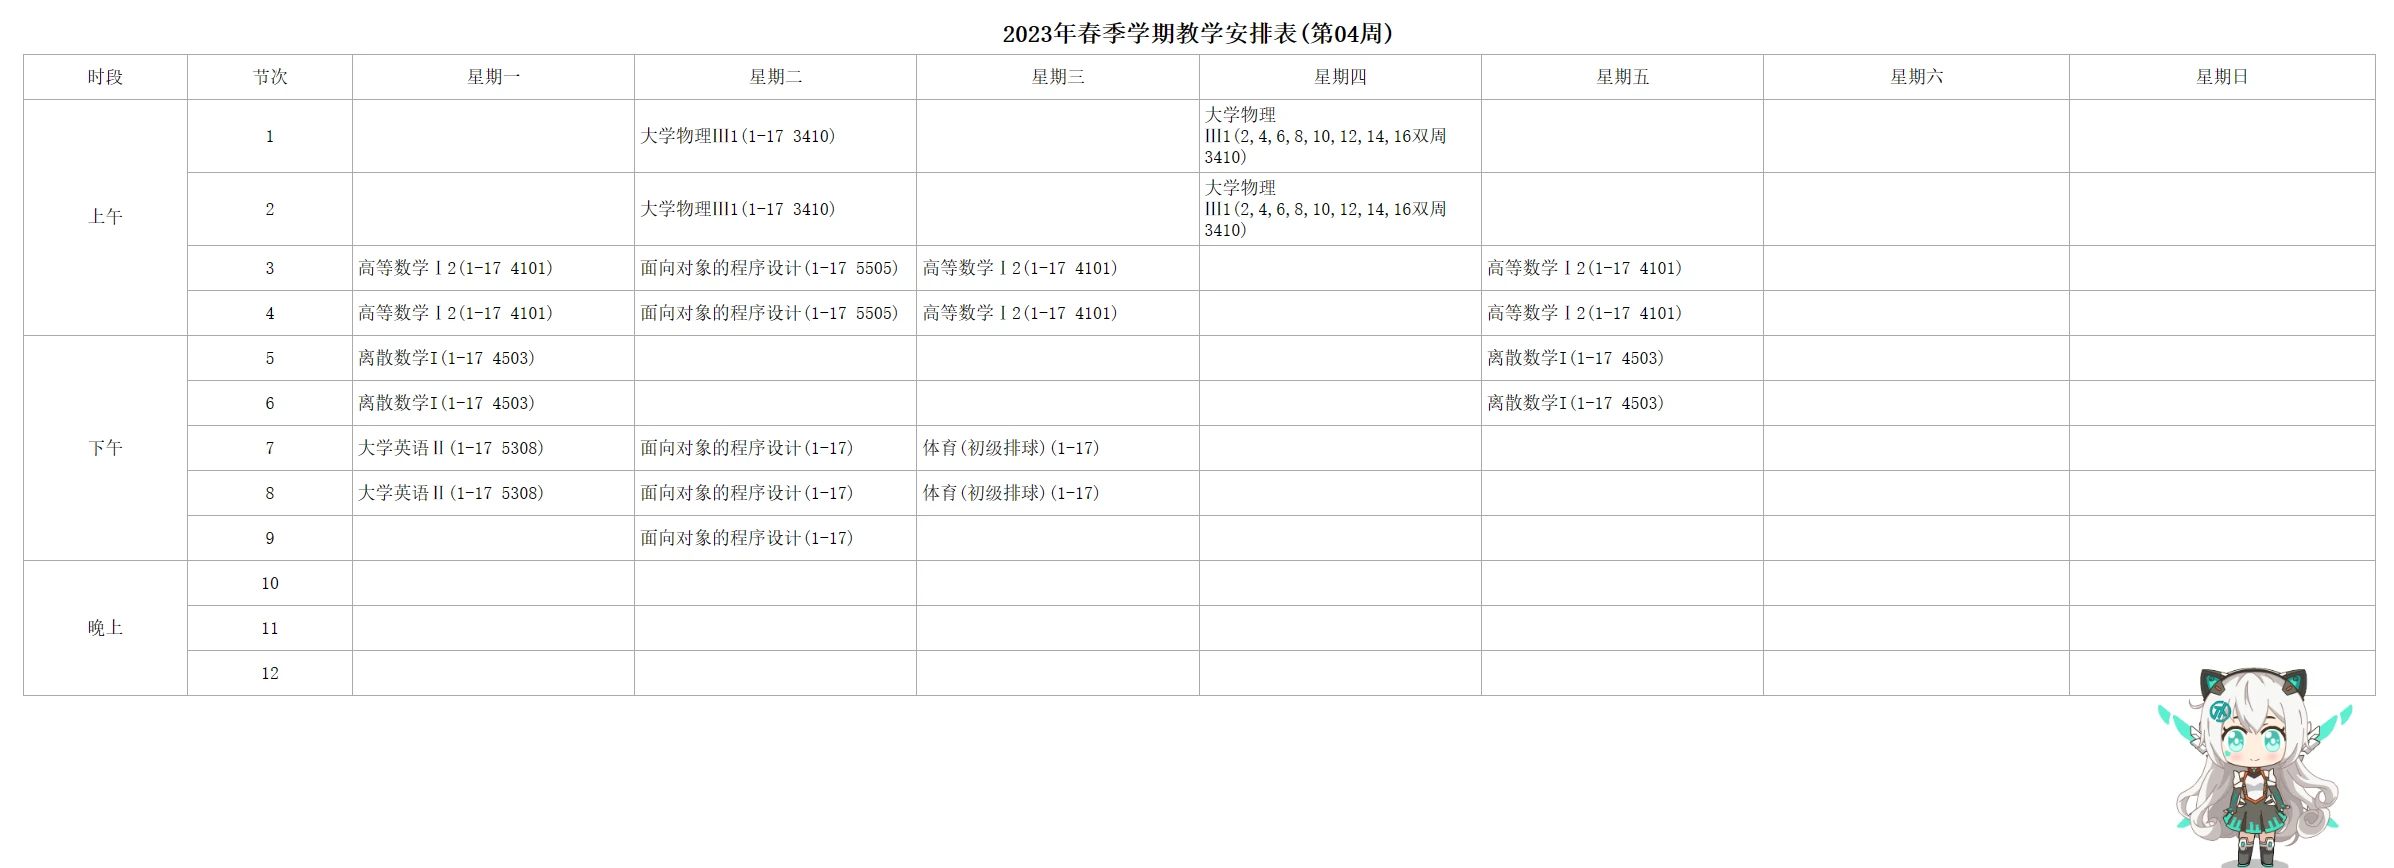 2023年春季学期教学安排表(第04周)
时段 节次 星期一 星期二 星期三 星期四 星期五 星期六 星期日
上午
1 大学物理III1(1-17 3410) 大学物理
III1(2,4,6,8,10,12,14,16双周
3410)
2 大学物理III1(1-17 3410) 大学物理
III1(2,4,6,8,10,12,14,16双周
3410)
3 高等数学Ⅰ2(1-17 4101) 面向对象的程序设计(1-17 5505) 高等数学Ⅰ2(1-17 4101) 高等数学Ⅰ2(1-17 4101)
4 高等数学Ⅰ2(1-17 4101) 面向对象的程序设计(1-17 5505) 高等数学Ⅰ2(1-17 4101) 高等数学Ⅰ2(1-17 4101)
下午
5 离散数学I(1-17 4503) 离散数学I(1-17 4503)
6 离散数学I(1-17 4503) 离散数学I(1-17 4503)
7 大学英语Ⅱ(1-17 5308) 面向对象的程序设计(1-17) 体育(初级排球)(1-17)
8 大学英语Ⅱ(1-17 5308) 面向对象的程序设计(1-17) 体育(初级排球)(1-17)
9 面向对象的程序设计(1-17)
晚上
10
11
12